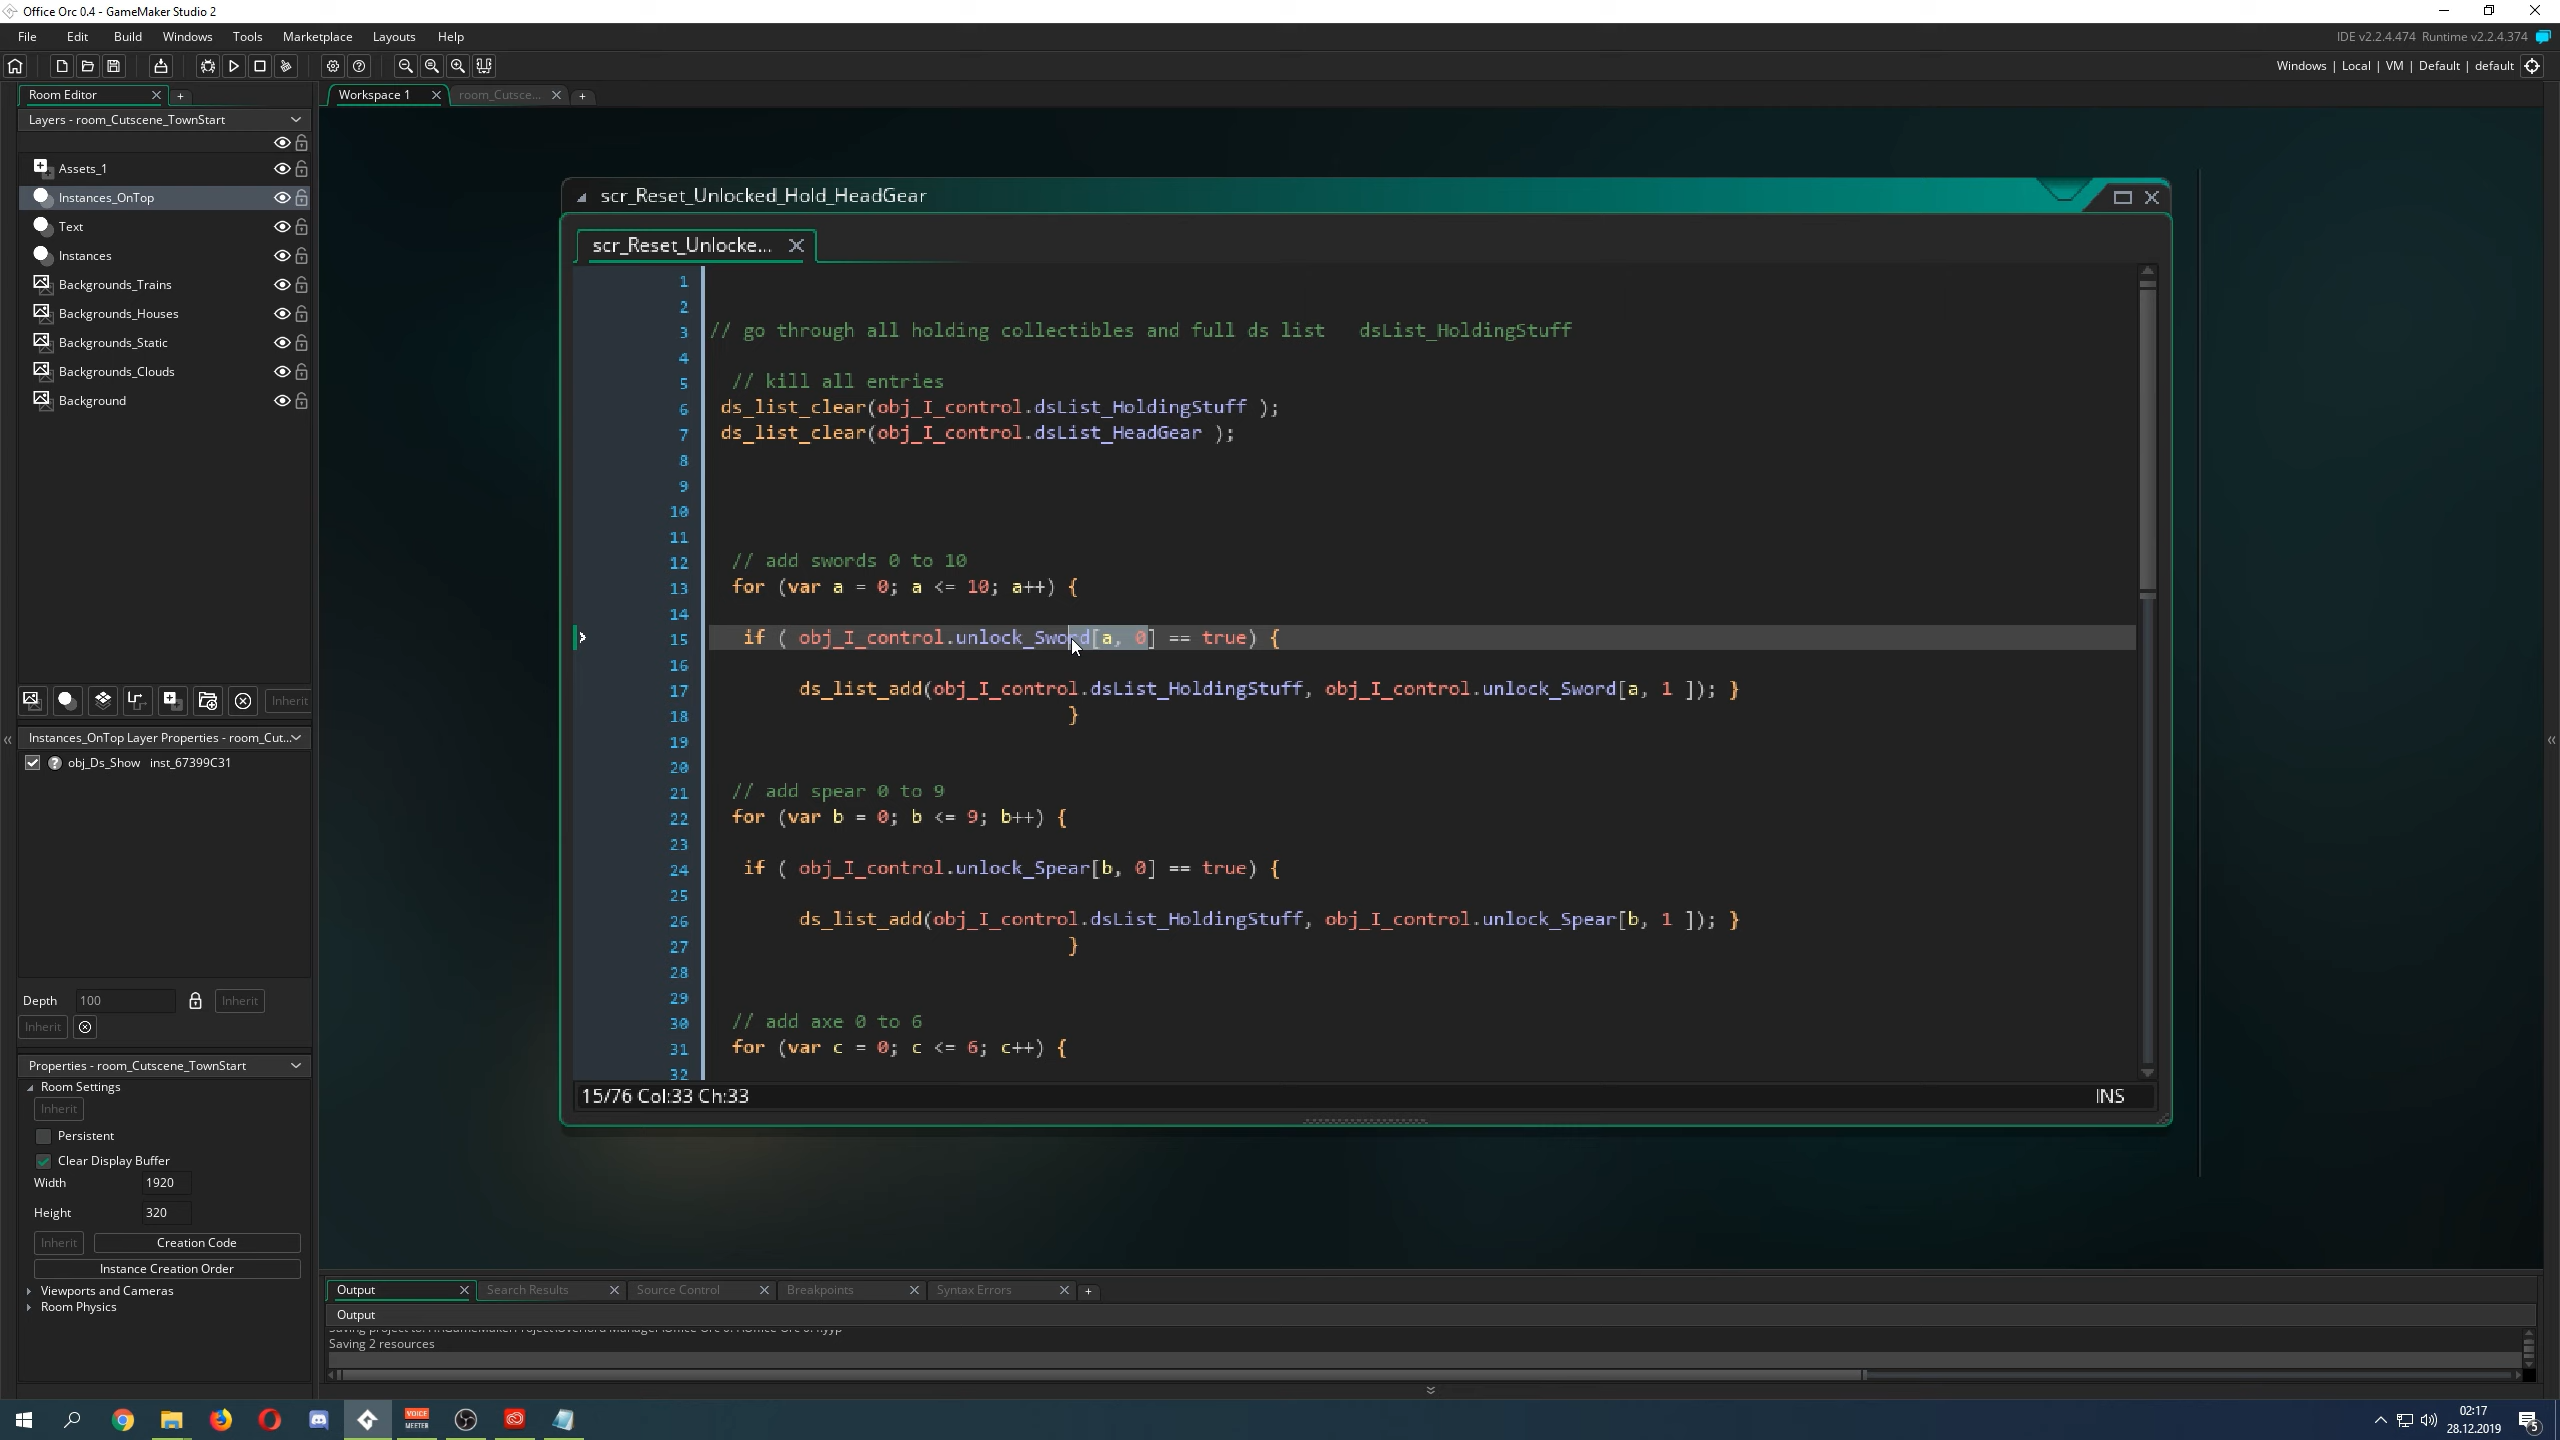 Office Orc 0.4 - GameMaker Studio 2
File Edit Build Windows Tools Marketplace Layouts Help
IDE v2.2.4.474 Runtime v2.2.4.374
Windows | Local | VM | Default | default
Room Editor
Workspace 1
room_Cutsce...
Layers - room_Cutscene_TownStart
Assets_1
Instances_OnTop
Text
Instances
Backgrounds_Trains
Backgrounds_Houses
Backgrounds_Static
Backgrounds_Clouds
Background
Inherit
Instances_OnTop Layer Properties - room_Cut...
obj_Ds_Show inst_67399C31
Depth 100 Inherit
Inherit
Properties - room_Cutscene_TownStart
Room Settings
Inherit
Persistent
Clear Display Buffer
Width 1920
Height 320
Inherit Creation Code
Instance Creation Order
Viewports and Cameras
Room Physics
scr_Reset_Unlocked_Hold_HeadGear
scr_Reset_Unlocke...
1
2
3 // go through all holding collectibles and full ds list dsList_HoldingStuff
4
5 // kill all entries
6 ds_list_clear(obj_I_control.dsList_HoldingStuff );
7 ds_list_clear(obj_I_control.dsList_HeadGear );
8
9
10
11
12 // add swords 0 to 10
13 for (var a = 0; a <= 10; a++) {
14
15 if ( obj_I_control.unlock_Sword[a, 0] == true) {
16
17 ds_list_add(obj_I_control.dsList_HoldingStuff, obj_I_control.unlock_Sword[a, 1 ]); }
18 }
19
20
21 // add spear 0 to 9
22 for (var b = 0; b <= 9; b++) {
23
24 if ( obj_I_control.unlock_Spear[b, 0] == true) {
25
26 ds_list_add(obj_I_control.dsList_HoldingStuff, obj_I_control.unlock_Spear[b, 1 ]); }
27 }
28
29
30 // add axe 0 to 6
31 for (var c = 0; c <= 6; c++) {
32
15/76 Col:33 Ch:33 INS
Output Search Results Source Control Breakpoints Syntax Errors
Output
Saving 2 resources
VOICE
MEETER
02:17
28.12.2019
5